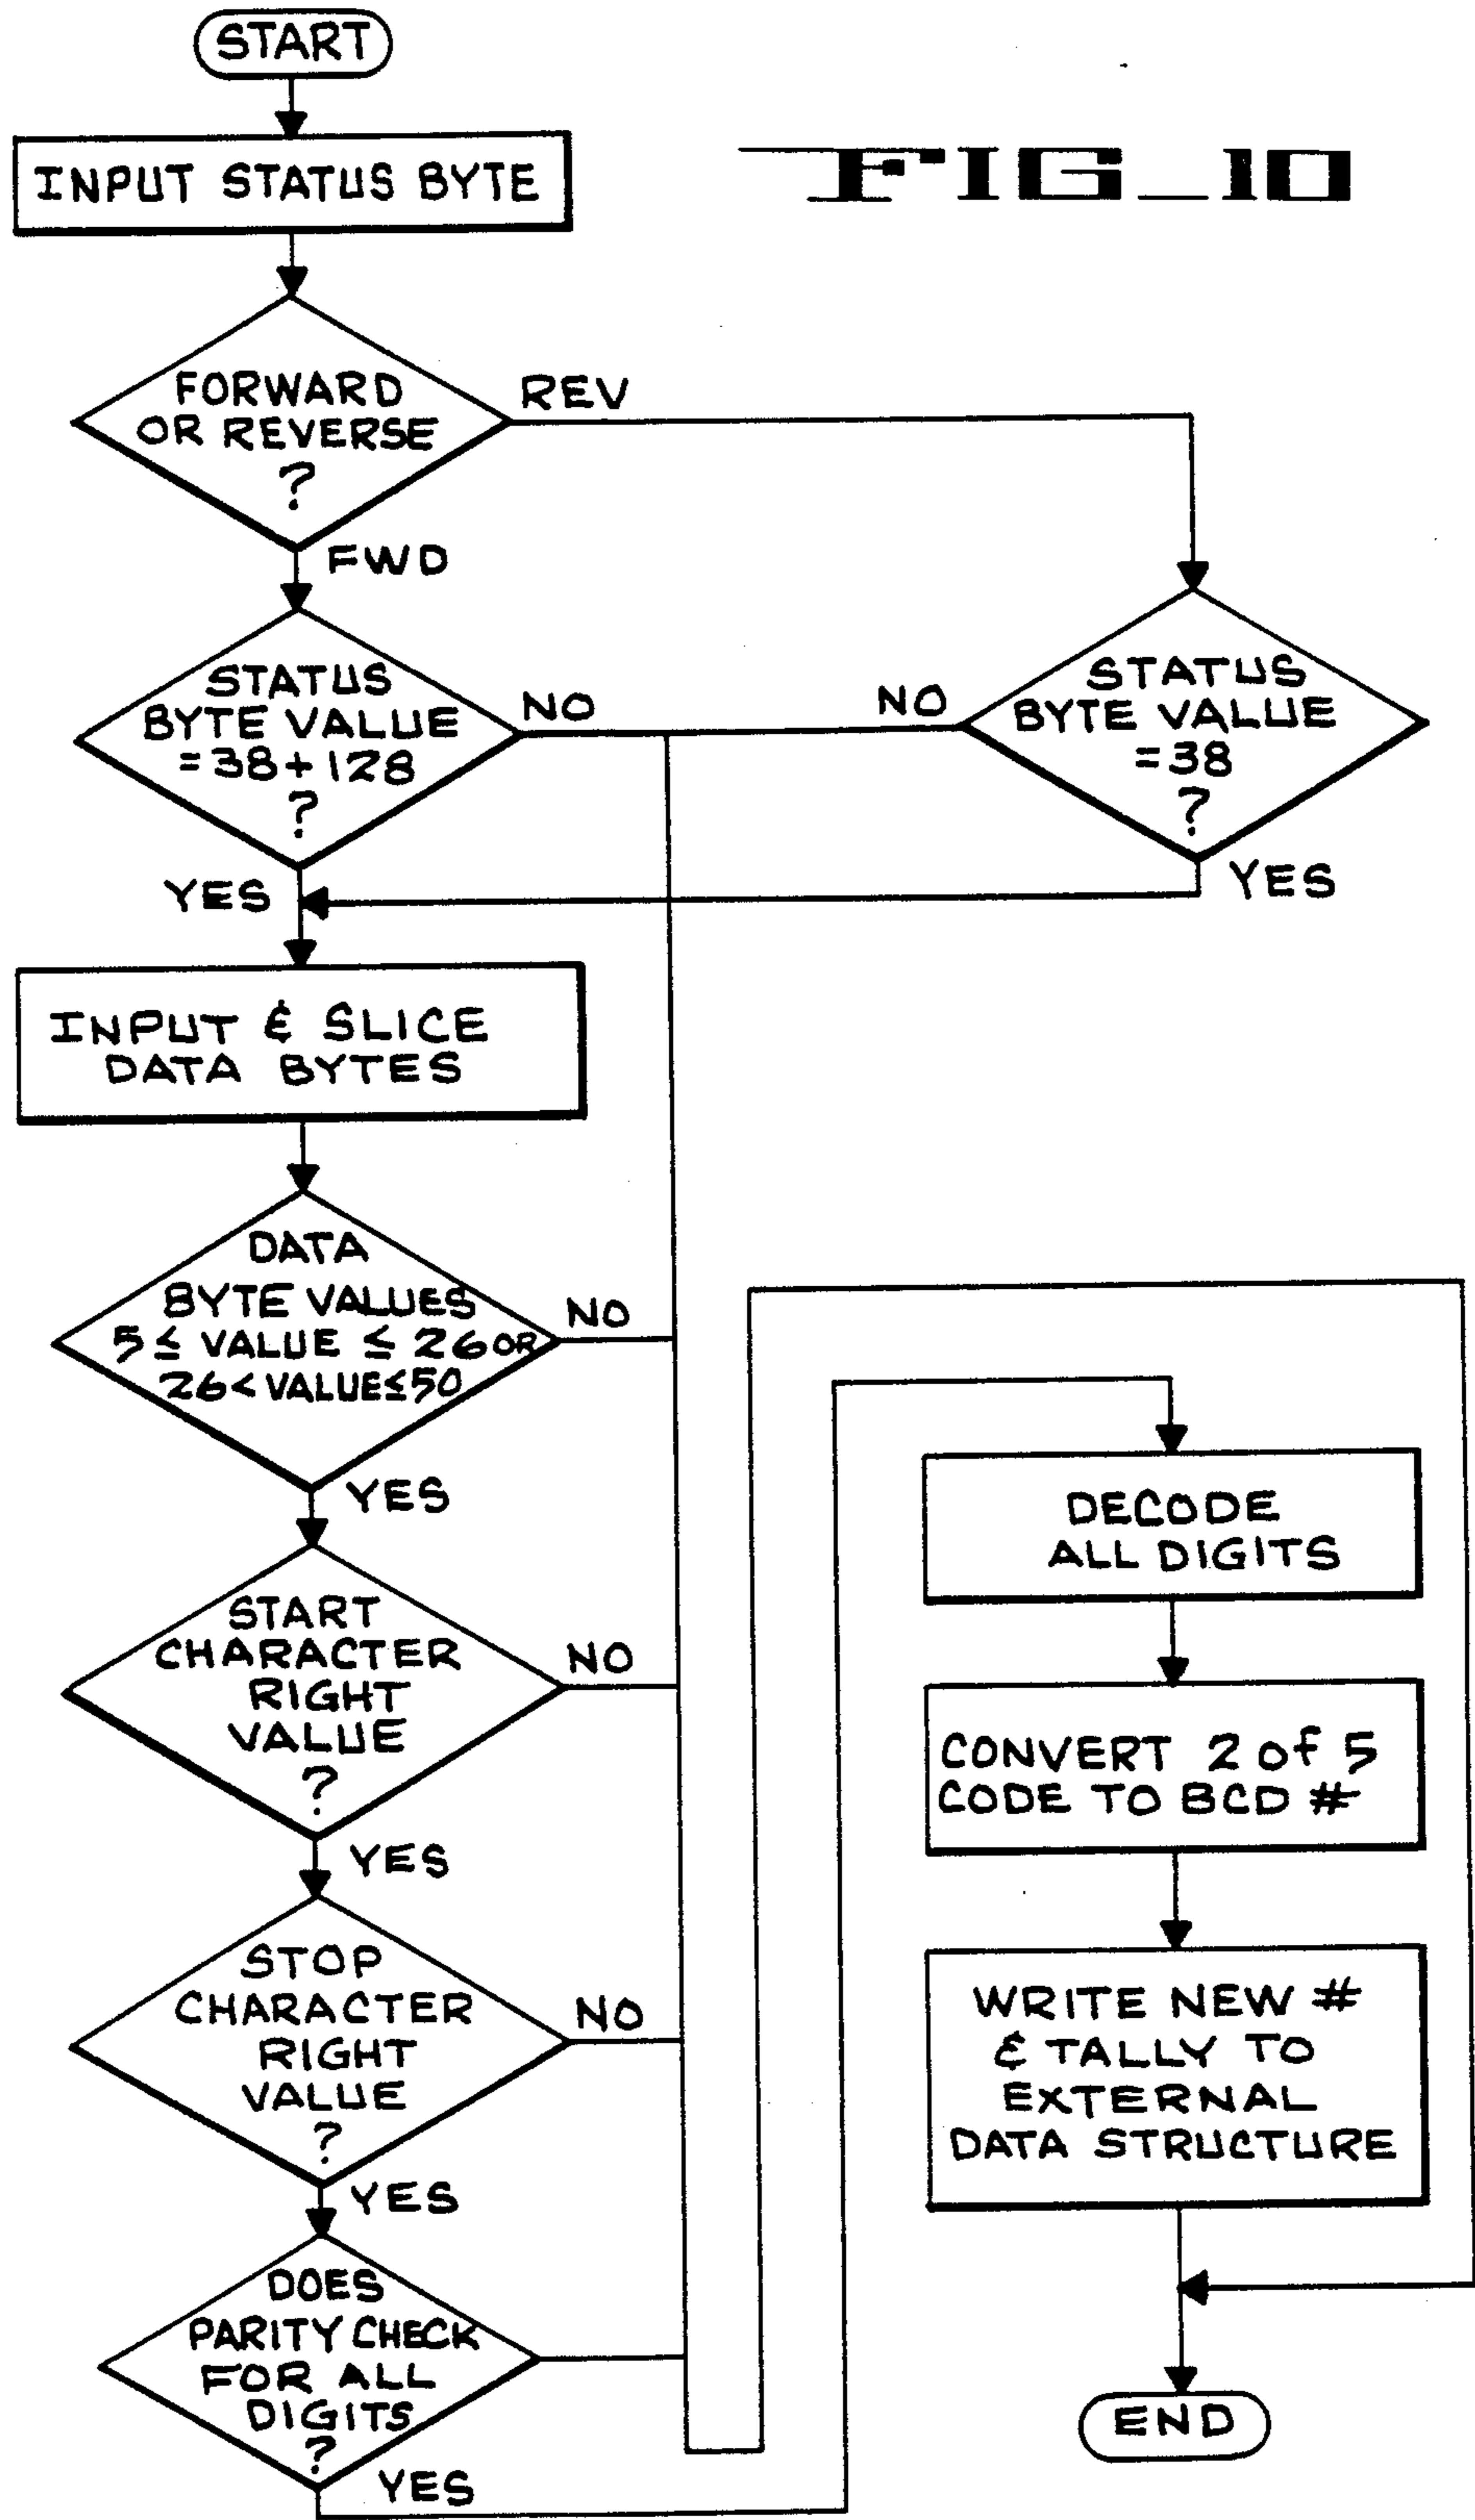 START
INPUT STATUS BYTE
FIG_10
FORWARD
OR REVERSE
?
REV
FWD
STATUS
BYTE VALUE
=38+128
?
NO
NO
STATUS
BYTE VALUE
=38
?
YES
YES
INPUT & SLICE
DATA BYTES
DATA
BYTE VALUES
5 ≤ VALUE ≤ 26 OR
26 < VALUE ≤ 50
NO
YES
START
CHARACTER
RIGHT
VALUE
?
NO
YES
STOP
CHARACTER
RIGHT
VALUE
?
NO
YES
DOES
PARITY CHECK
FOR ALL
DIGITS
?
YES
DECODE
ALL DIGITS
CONVERT 2 of 5
CODE TO BCD #
WRITE NEW #
& TALLY TO
EXTERNAL
DATA STRUCTURE
END